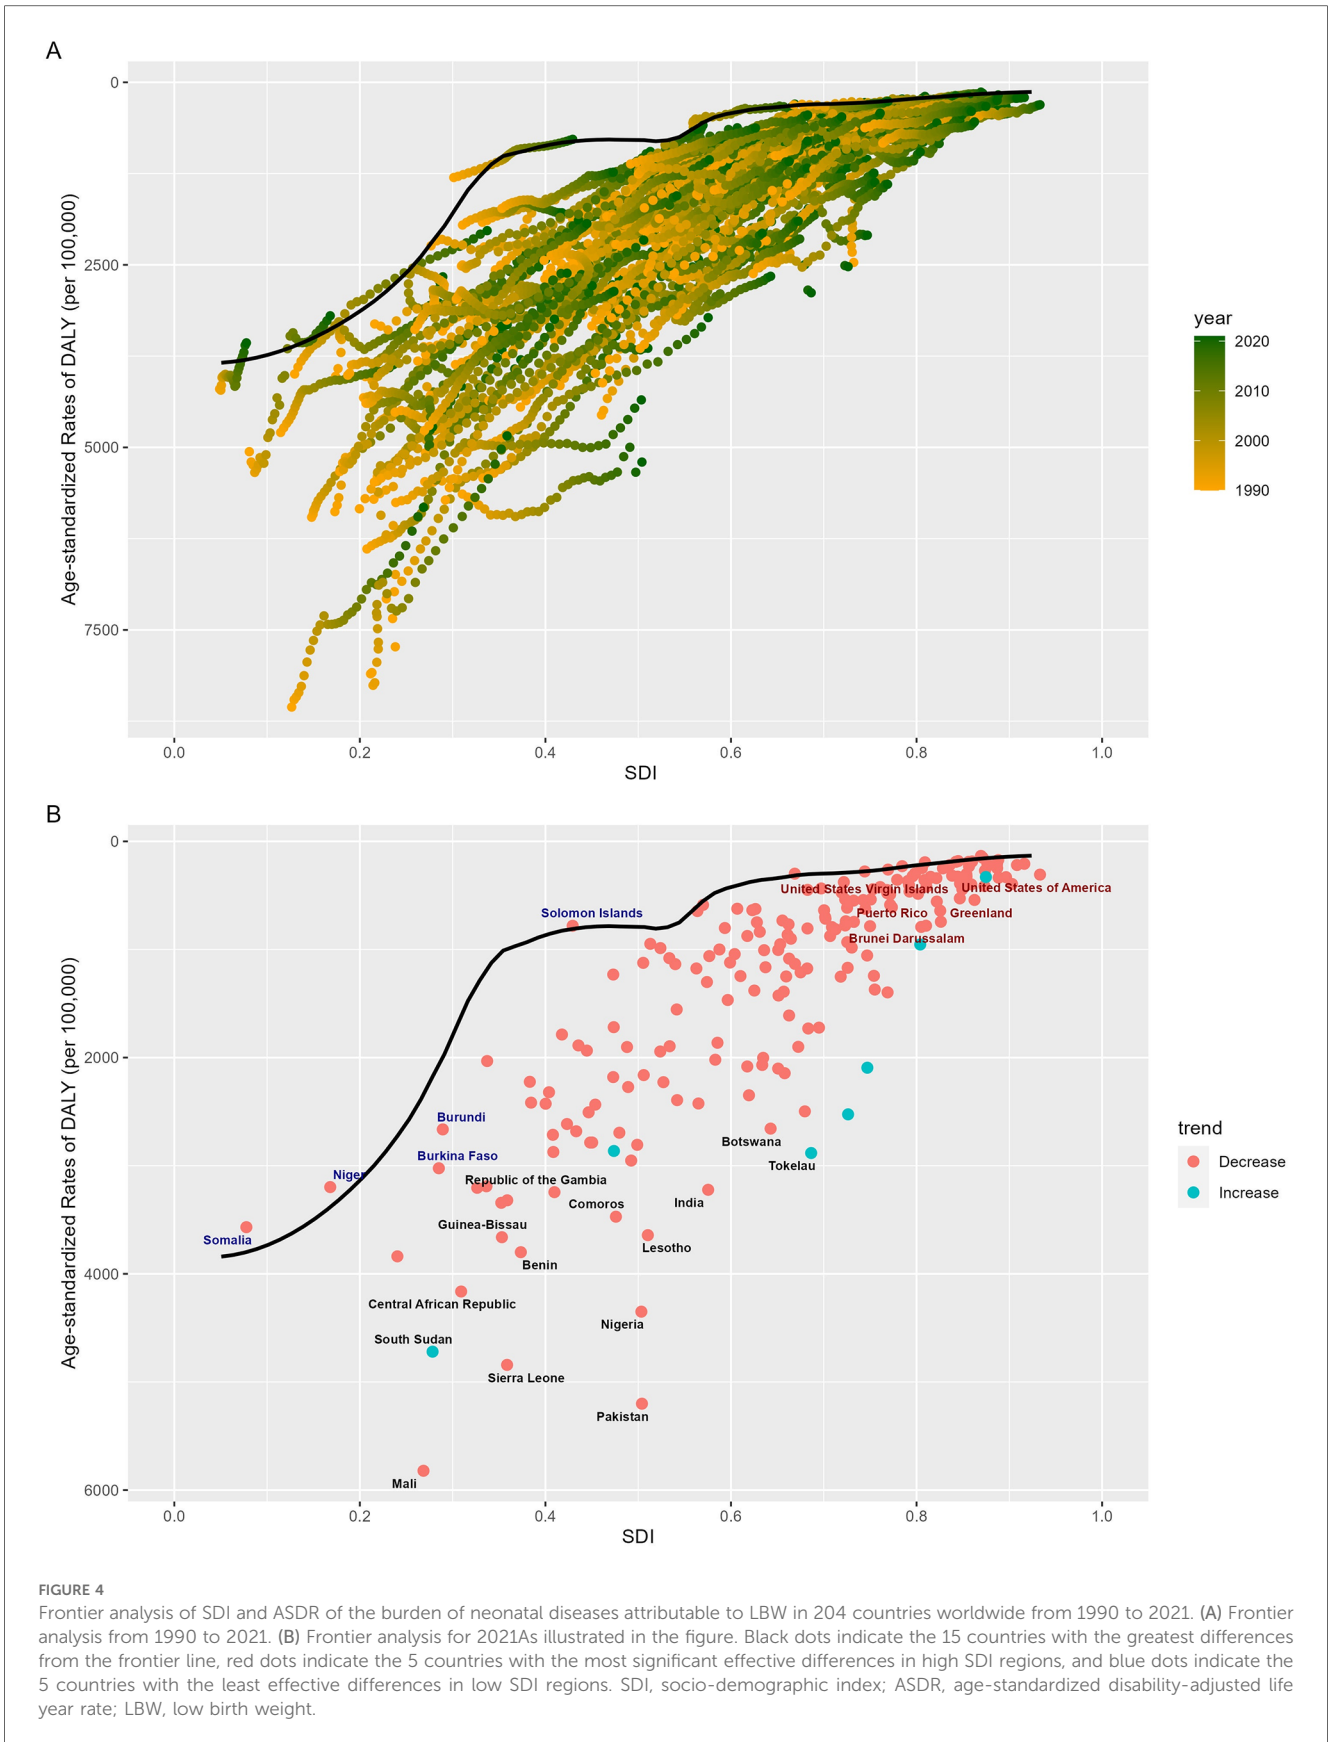 A
0
2500
5000
7500
Age-standardized Rates of DALY (per 100,000)
0.0 0.2 0.4 0.6 0.8 1.0
SDI
year
2020
2010
2000
1990
B
0
2000
4000
6000
Age-standardized Rates of DALY (per 100,000)
Solomon Islands
United States Virgin Islands
United States of America
Puerto Rico
Greenland
Brunei Darussalam
Burundi
Burkina Faso
Niger
Somalia
Botswana
Tokelau
Republic of the Gambia
Comoros
India
Guinea-Bissau
Lesotho
Benin
Central African Republic
Nigeria
South Sudan
Sierra Leone
Pakistan
Mali
0.0 0.2 0.4 0.6 0.8 1.0
SDI
trend
Decrease
Increase
FIGURE 4
Frontier analysis of SDI and ASDR of the burden of neonatal diseases attributable to LBW in 204 countries worldwide from 1990 to 2021. (A) Frontier
analysis from 1990 to 2021. (B) Frontier analysis for 2021As illustrated in the figure. Black dots indicate the 15 countries with the greatest differences
from the frontier line, red dots indicate the 5 countries with the most significant effective differences in high SDI regions, and blue dots indicate the
5 countries with the least effective differences in low SDI regions. SDI, socio-demographic index; ASDR, age-standardized disability-adjusted life
year rate; LBW, low birth weight.